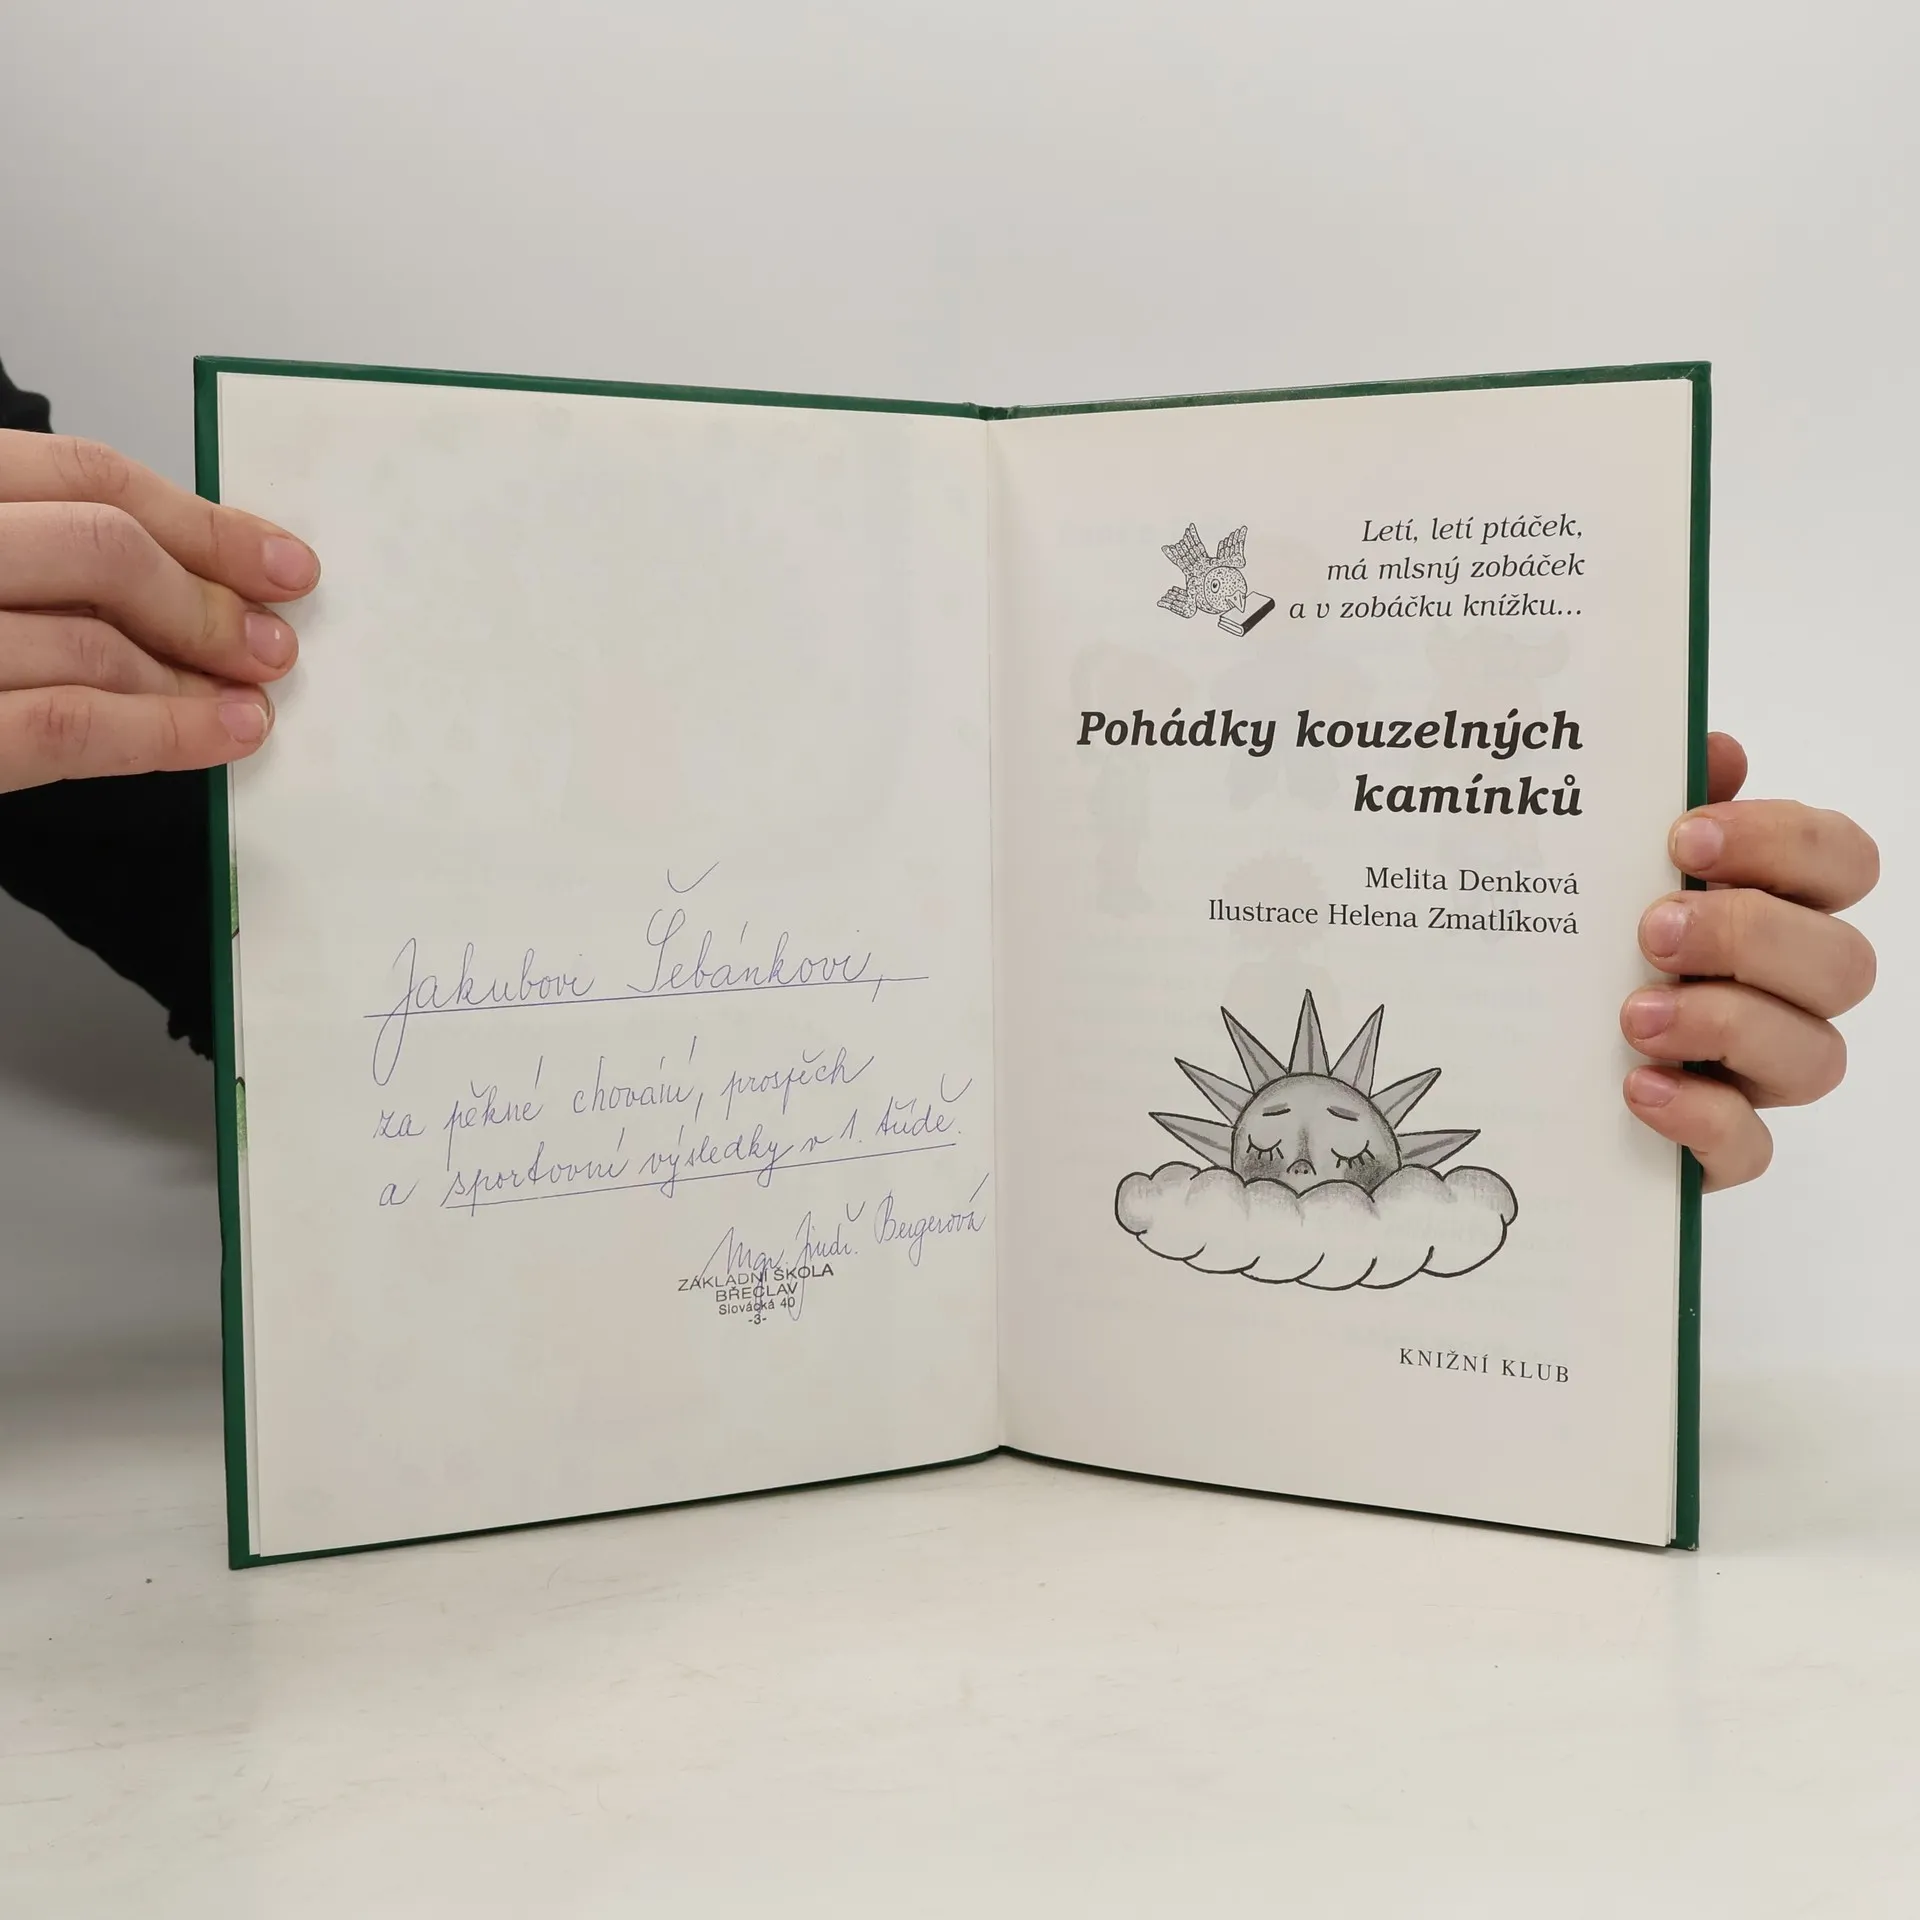 Jakubovi Šebánkovi,
za pěkné chování, prospěch
a sportovní výsledky v 1. třídě.
Mgr. Jindř. Bergerová
ZÁKLADNÍ ŠKOLA
BŘECLAV
Slovácká 40
-3-
Letí, letí ptáček,
má mlsný zobáček
a v zobáčku knížku...
Pohádky kouzelných
kamínků
Melita Denková
Ilustrace Helena Zmatlíková
KNIŽNÍ KLUB